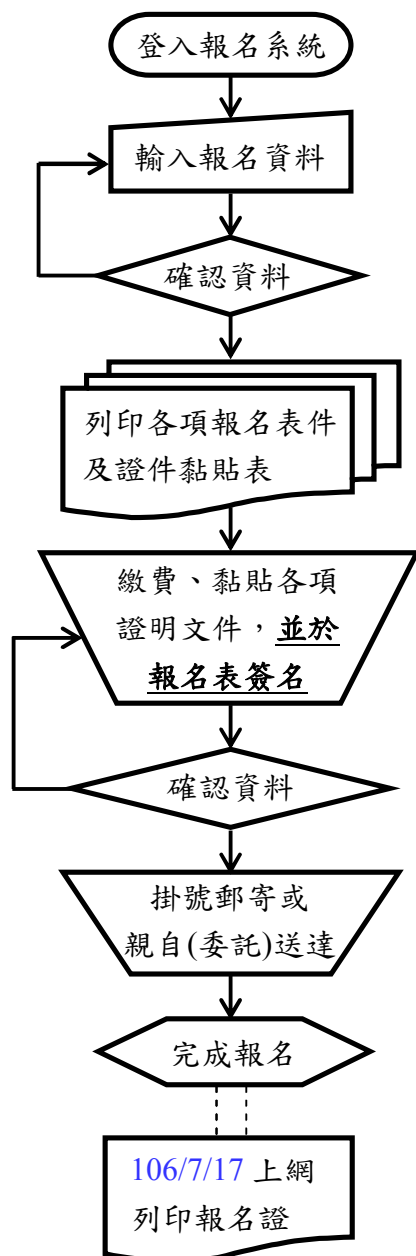 登入報名系統
輸入報名資料
確認資料
列印各項報名表件
及證件黏貼表
繳費、黏貼各項
證明文件，並於
報名表簽名
確認資料
掛號郵寄或
親自(委託)送達
完成報名
106/7/17 上網
列印報名證